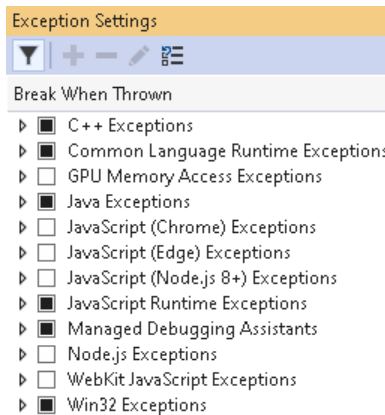 Exception Settings
Break When Thrown
C++ Exceptions
Common Language Runtime Exceptions
GPU Memory Access Exceptions
Java Exceptions
JavaScript (Chrome) Exceptions
JavaScript (Edge) Exceptions
JavaScript (Node.js 8+) Exceptions
JavaScript Runtime Exceptions
Managed Debugging Assistants
Node.js Exceptions
WebKit JavaScript Exceptions
Win32 Exceptions